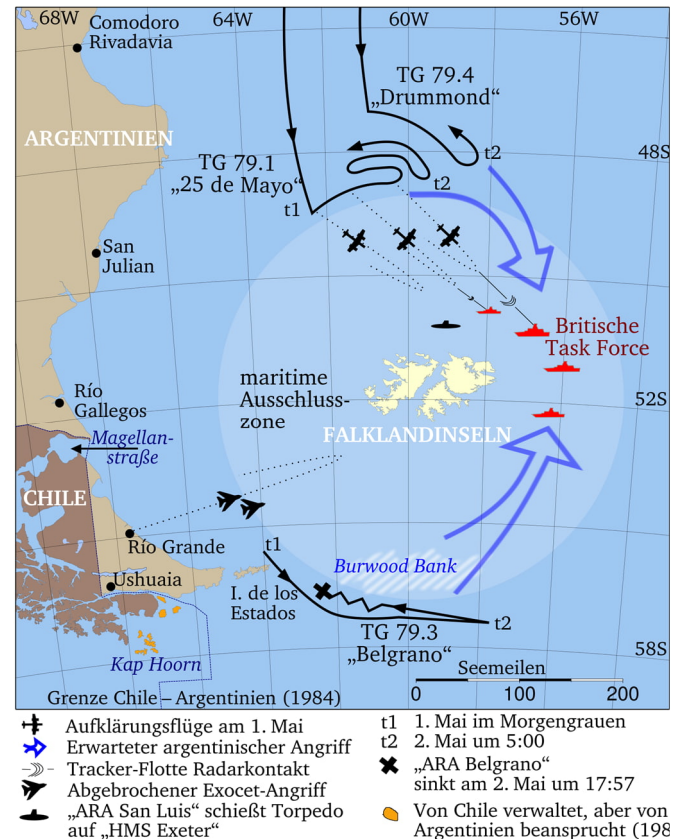 68W 64W 60W 56W
Comodoro
Rivadavia
TG 79.4
„Drummond“
ARGENTINIEN
48S
TG 79.1
„25 de Mayo“
t2
t2
t1
San
Julian
Britische
Task Force
maritime
Ausschluss-
zone
Río
Gallegos
52S
FALKLANDINSELN
Magellan-
straße
CHILE
Río Grande
t1
Burwood Bank
Ushuaia
I. de los
Estados
t2
TG 79.3
„Belgrano“
58S
Kap Hoorn
Seemeilen
0 100 200
Grenze Chile – Argentinien (1984)
Aufklärungsflüge am 1. Mai
Erwarteter argentinischer Angriff
Tracker-Flotte Radarkontakt
Abgebrochener Exocet-Angriff
„ARA San Luis“ schießt Torpedo
auf „HMS Exeter“
t1 1. Mai im Morgengrauen
t2 2. Mai um 5:00
„ARA Belgrano“
sinkt am 2. Mai um 17:57
Von Chile verwaltet, aber von
Argentinien beansprucht (198